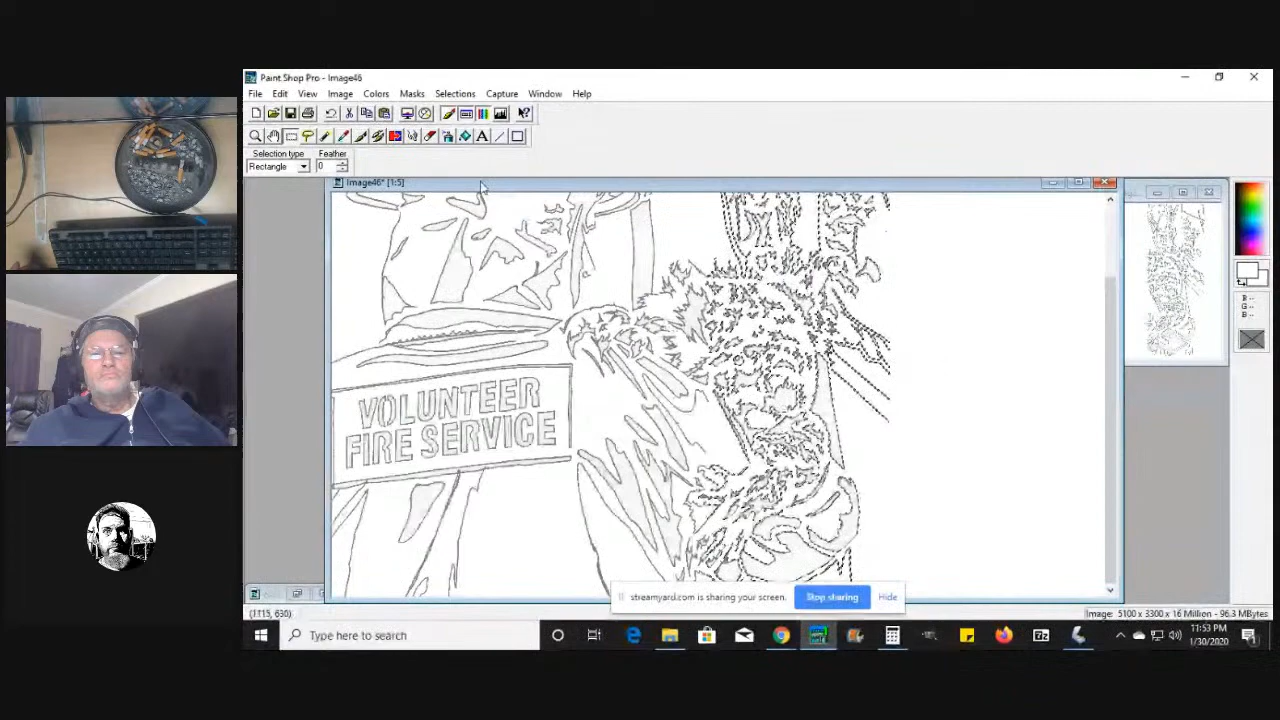 Paint Shop Pro - Image46
File Edit View Image Colors Masks Selections Capture Window Help
Selection type Feather
Rectangle 0
Image46* [1:5]
VOLUNTEER
FIRE SERVICE
R: --
G: --
B: --
streamyard.com is sharing your screen. Stop sharing Hide
(1115, 630) Image: 5100 x 3300 x 16 Million - 96.3 MBytes
Type here to search
11:53 PM
1/30/2020